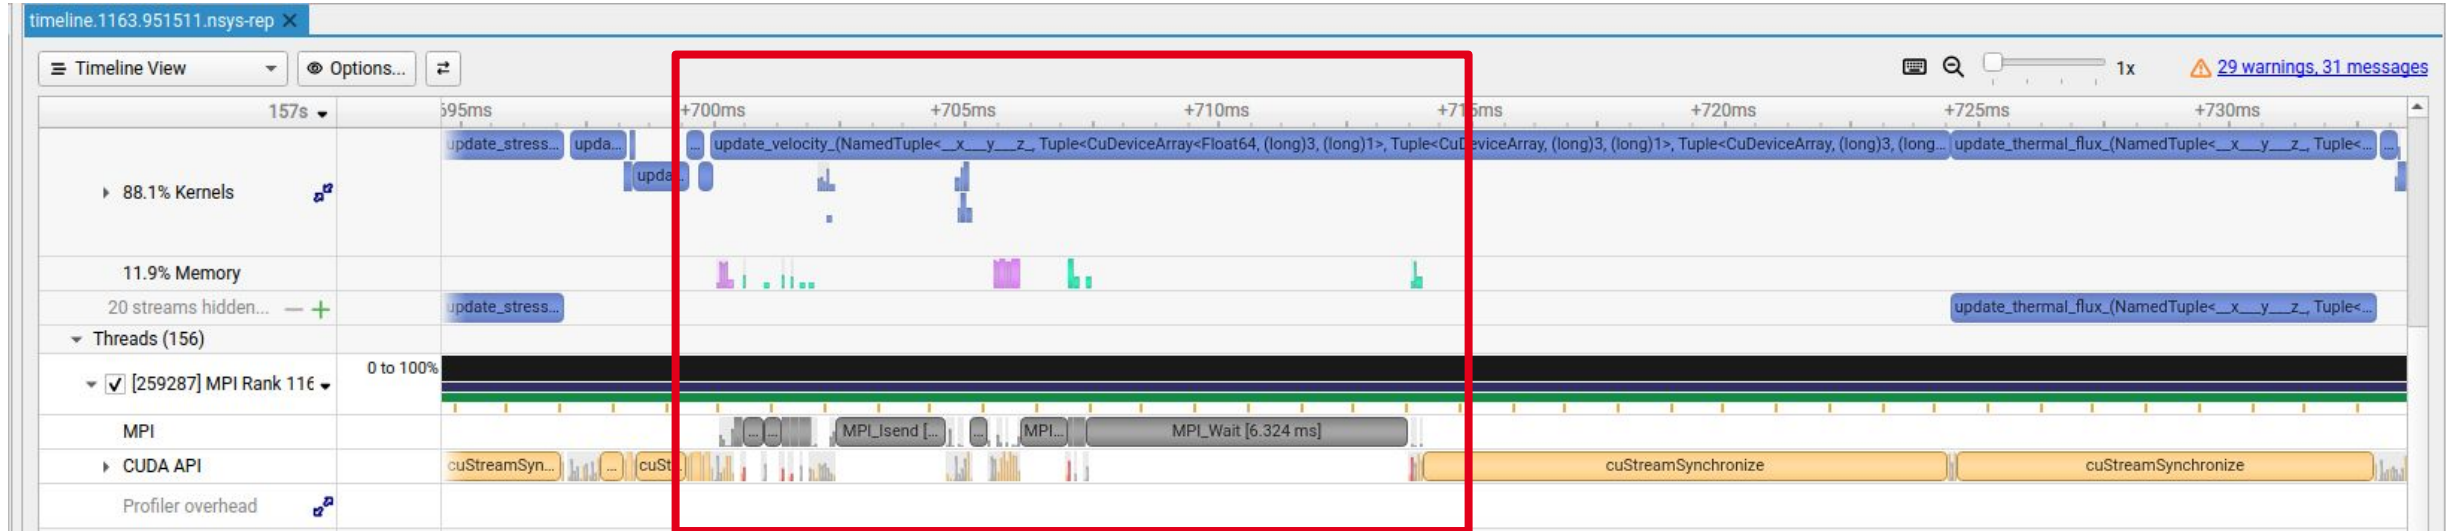 timeline.1163.951511.nsys-rep
Timeline View Options... 1x 29 warnings, 31 messages
157s 695ms +700ms +705ms +710ms +715ms +720ms +725ms +730ms
update_stress... upda... ... update_velocity_(NamedTuple<__x___y___z_, Tuple<CuDeviceArray<Float64, (long)3, (long)1>, Tuple<CuDeviceArray, (long)3, (long)1>, Tuple<CuDeviceArray, (long)3, (long... update_thermal_flux_(NamedTuple<__x___y___z_, Tuple<... ...
88.1% Kernels upda...
11.9% Memory
20 streams hidden... update_stress... update_thermal_flux_(NamedTuple<__x___y___z_, Tuple<...
Threads (156)
[259287] MPI Rank 116 0 to 100%
MPI ... ... MPI_Isend [... ... MPI... MPI_Wait [6.324 ms]
CUDA API cuStreamSyn... ... cuSt... cuStreamSynchronize cuStreamSynchronize
Profiler overhead